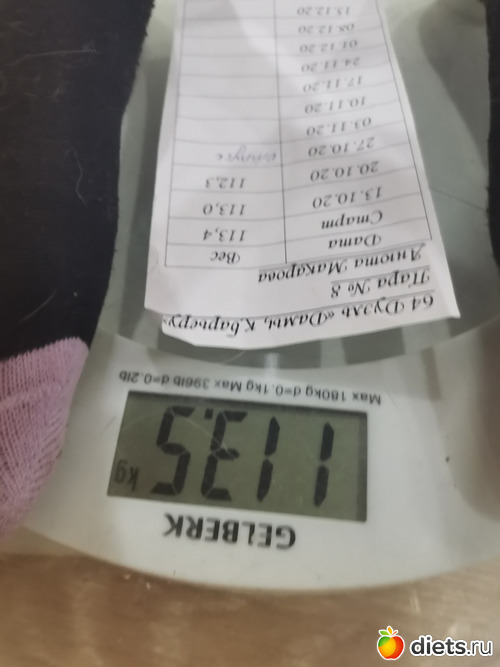 GELBERK
113.5 kg
Max 180kg d=0.1kg Max 396lb d=0.2lb
64 Дуэль «Дамы, к барьеру
Пара № 8
Анюта Макарова
Дата Вес
Старт 113,4
13.10.20 113,0
20.10.20 112,3
27.10.20 отпуск
03.11.20
10.11.20
17.11.20
24.11.20
01.12.20
08.12.20
15.12.20
diets.ru